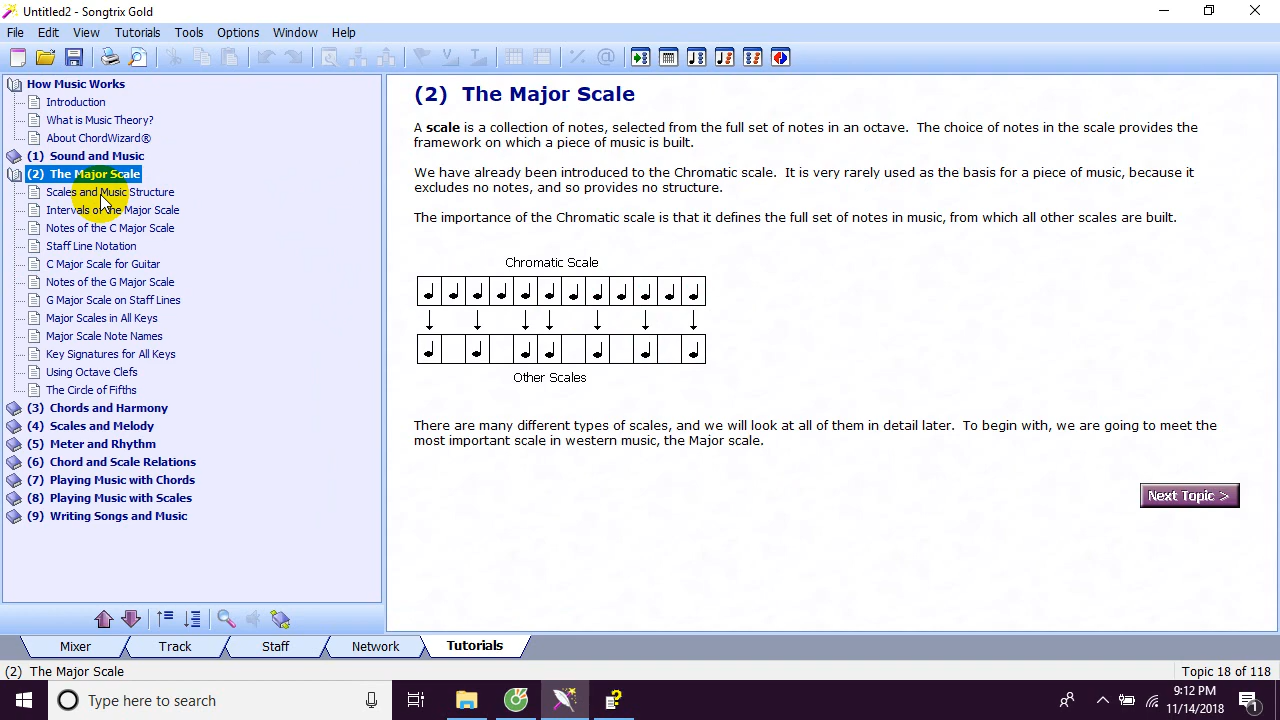 Untitled2 - Songtrix Gold
File Edit View Tutorials Tools Options Window Help
How Music Works
Introduction
What is Music Theory?
About ChordWizard®
(1) Sound and Music
(2) The Major Scale
Scales and Music Structure
Intervals of the Major Scale
Notes of the C Major Scale
Staff Line Notation
C Major Scale for Guitar
Notes of the G Major Scale
G Major Scale on Staff Lines
Major Scales in All Keys
Major Scale Note Names
Key Signatures for All Keys
Using Octave Clefs
The Circle of Fifths
(3) Chords and Harmony
(4) Scales and Melody
(5) Meter and Rhythm
(6) Chord and Scale Relations
(7) Playing Music with Chords
(8) Playing Music with Scales
(9) Writing Songs and Music
(2) The Major Scale
A scale is a collection of notes, selected from the full set of notes in an octave. The choice of notes in the scale provides the
framework on which a piece of music is built.
We have already been introduced to the Chromatic scale. It is very rarely used as the basis for a piece of music, because it
excludes no notes, and so provides no structure.
The importance of the Chromatic scale is that it defines the full set of notes in music, from which all other scales are built.
Chromatic Scale
Other Scales
There are many different types of scales, and we will look at all of them in detail later. To begin with, we are going to meet the
most important scale in western music, the Major scale.
Next Topic >
Mixer Track Staff Network Tutorials
(2) The Major Scale
Topic 18 of 118
Type here to search
9:12 PM
11/14/2018
1